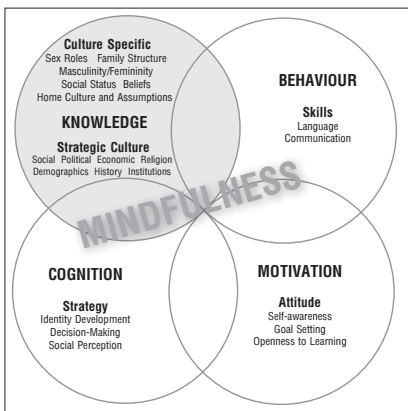 Culture Specific
Sex Roles Family Structure
Masculinity/Femininity
Social Status Beliefs
Home Culture and Assumptions
KNOWLEDGE
Strategic Culture
Social Political Economic Religion
Demographics History Institutions
BEHAVIOUR
Skills
Language
Communication
MINDFULNESS
COGNITION
Strategy
Identity Development
Decision-Making
Social Perception
MOTIVATION
Attitude
Self-awareness
Goal Setting
Openness to Learning